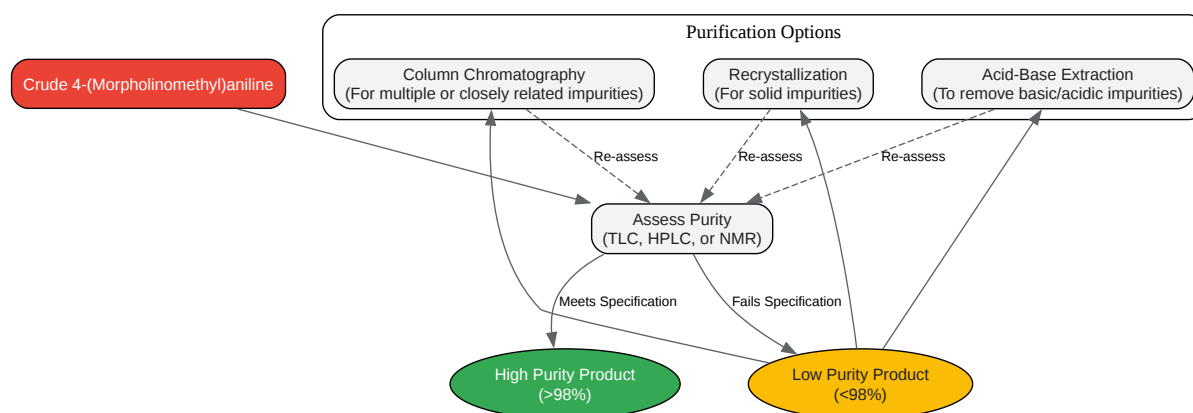 Purification Options
Crude 4-(Morpholinomethyl)aniline
Column Chromatography
(For multiple or closely related impurities)
Recrystallization
(For solid impurities)
Acid-Base Extraction
(To remove basic/acidic impurities)
Re-assess
Re-assess
Re-assess
Assess Purity
(TLC, HPLC, or NMR)
Meets Specification
Fails Specification
High Purity Product
(>98%)
Low Purity Product
(<98%)